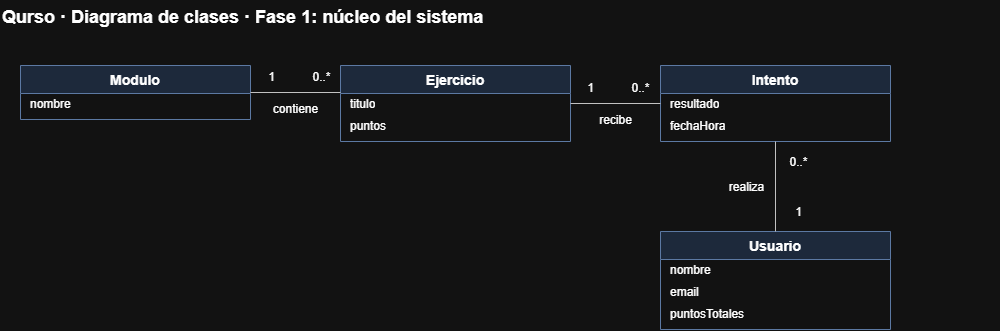 Qurso · Diagrama de clases · Fase 1: núcleo del sistema
Modulo
nombre
1
0..*
contiene
Ejercicio
titulo
puntos
1
0..*
recibe
Intento
resultado
fechaHora
0..*
realiza
1
Usuario
nombre
email
puntosTotales